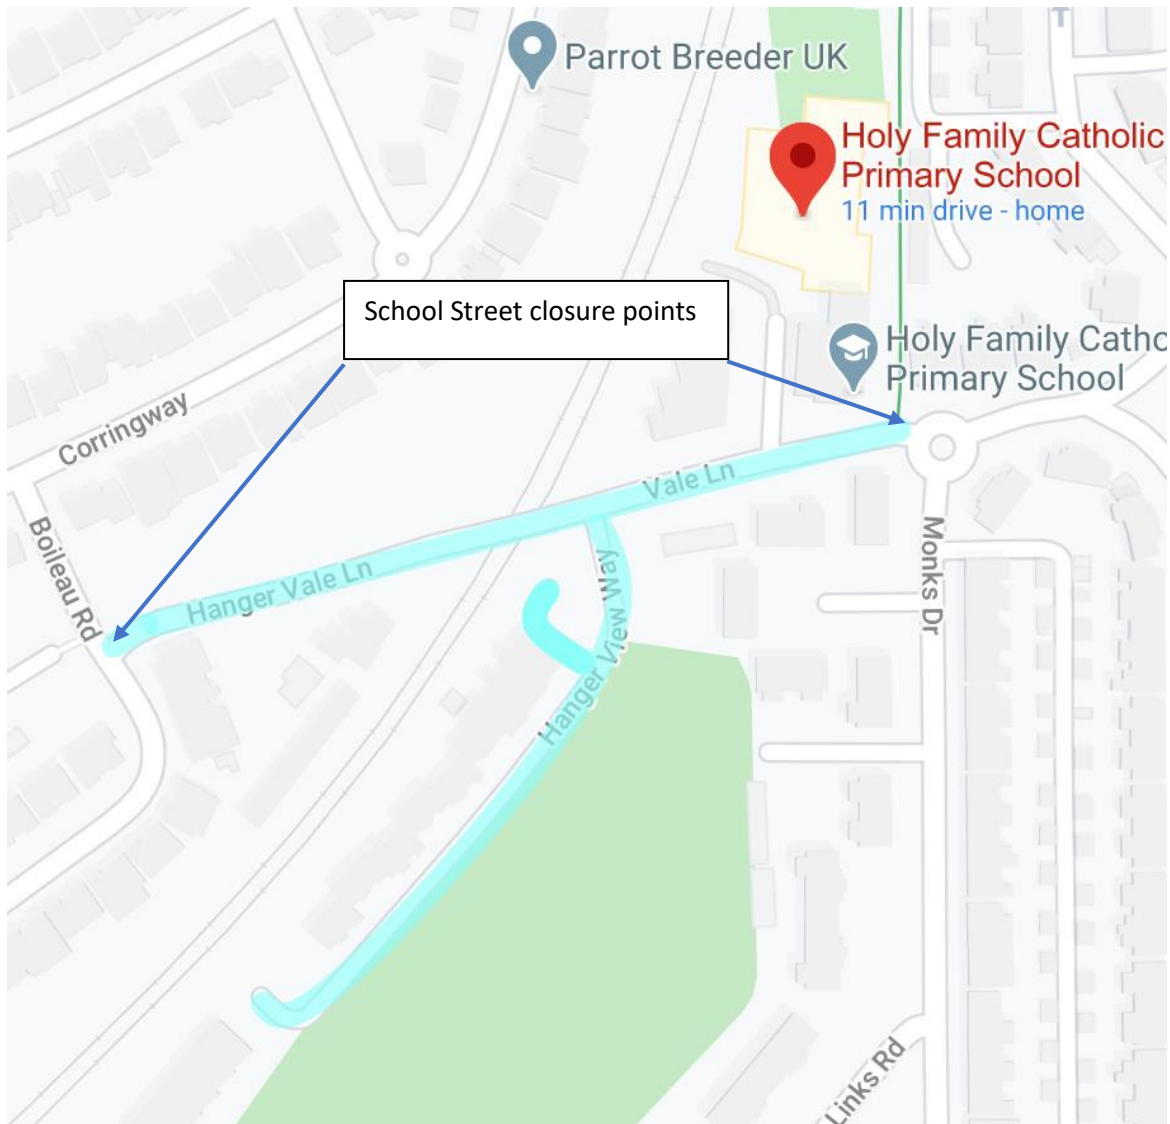 Parrot Breeder UK
Holy Family Catholic
Primary School
11 min drive - home
School Street closure points
Holy Family Catho
Primary School
Corringway
Vale Ln
Boileau Rd
Hanger Vale Ln
Monks Dr
Hanger View Way
Links Rd